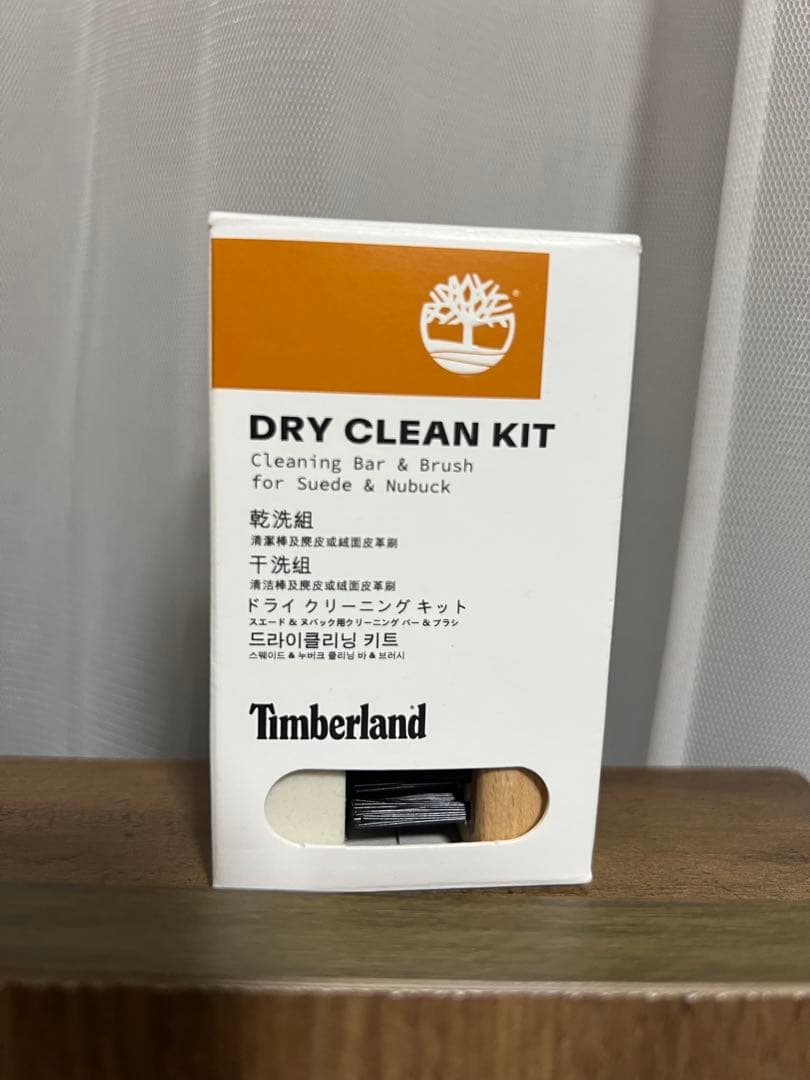 DRY CLEAN KIT
Cleaning Bar & Brush
for Suede & Nubuck
乾洗組
清潔棒及麂皮或絨面皮革刷
干洗组
清洁棒及麂皮或绒面皮革刷
ドライ クリーニング キット
スエード & ヌバック用クリーニング バー & ブラシ
드라이클리닝 키트
스웨이드 & 누버크 클리닝 바 & 브러시
Timberland